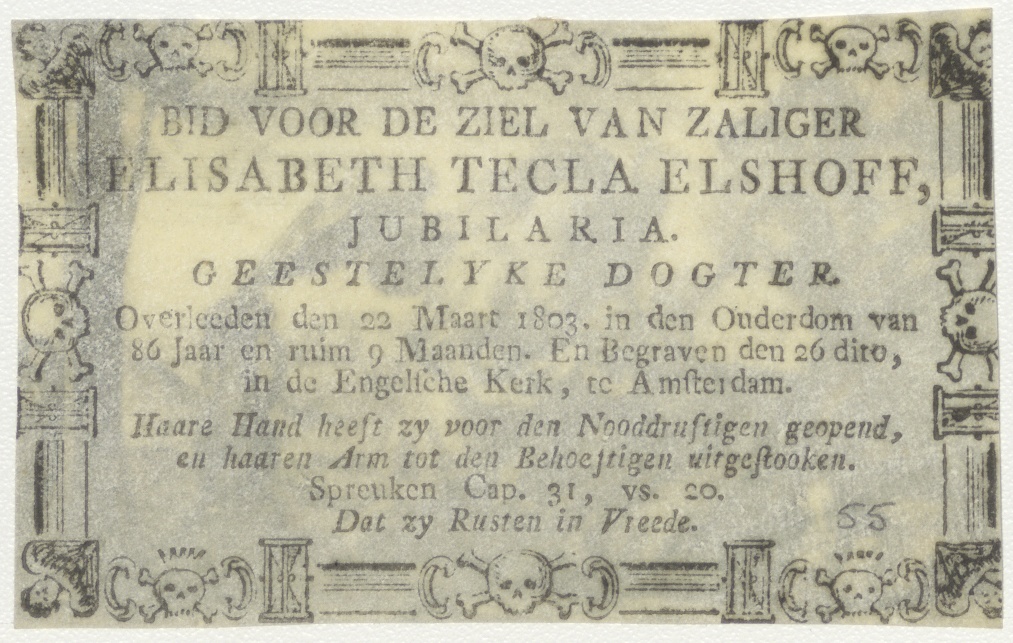 BID VOOR DE ZIEL VAN ZALIGER
ELISABETH TECLA ELSHOFF,
JUBILARIA.
GEESTELYKE DOGTER.
Overleeden den 22 Maart 1803. in den Ouderdom van
86 Jaar en ruim 9 Maanden. En Begraven den 26 dito,
in de Engelſche Kerk, te Amſterdam.
Haare Hand heeft zy voor den Nooddruftigen geopend,
en haaren Arm tot den Behoeftigen uitgeſtooken.
Spreuken Cap. 31, vs. 20.
Dat zy Rusten in Vreede.
55